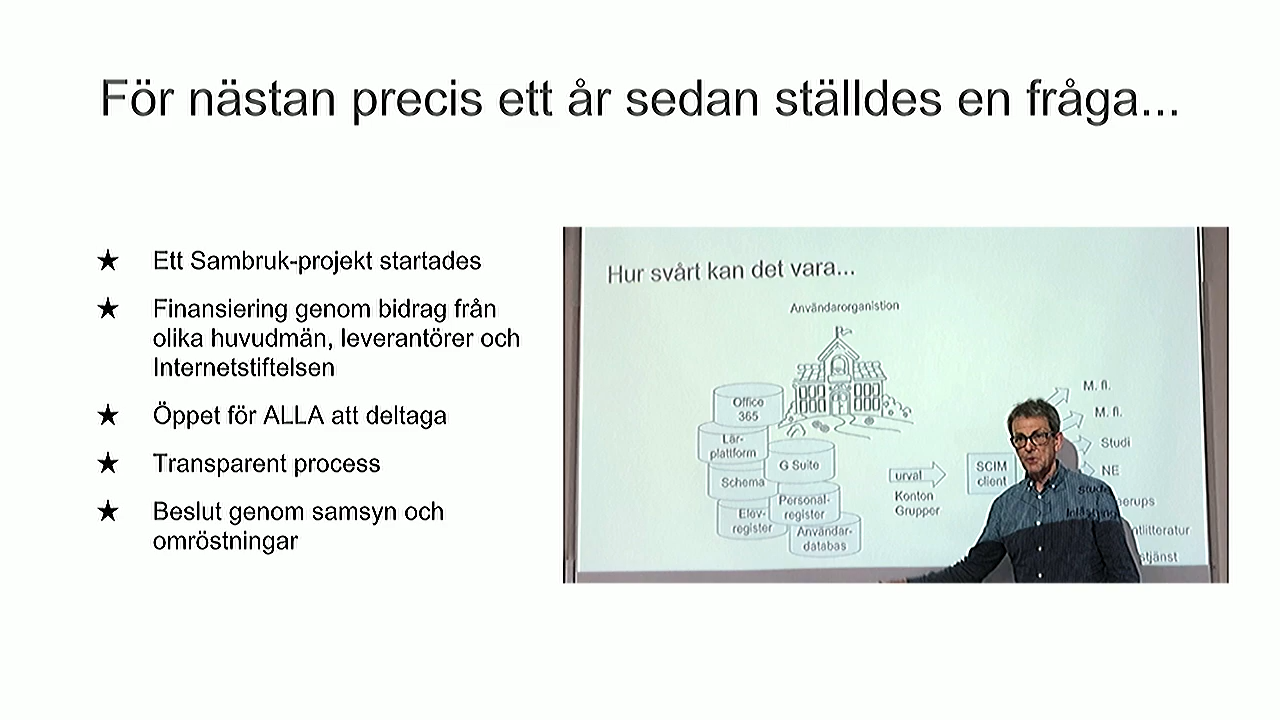 För nästan precis ett år sedan ställdes en fråga...
★ Ett Sambruk-projekt startades
★ Finansiering genom bidrag från
olika huvudmän, leverantörer och
Internetstiftelsen
★ Öppet för ALLA att deltaga
★ Transparent process
★ Beslut genom samsyn och
omröstningar
Hur svårt kan det vara...
Användarorganistion
Office
365
Lär-
plattform
G Suite
Schema
Personal-
register
Elev-
register
Användar-
databas
urval
Konton
Grupper
SCIM
client
M. fl.
M. fl.
Studi
NE